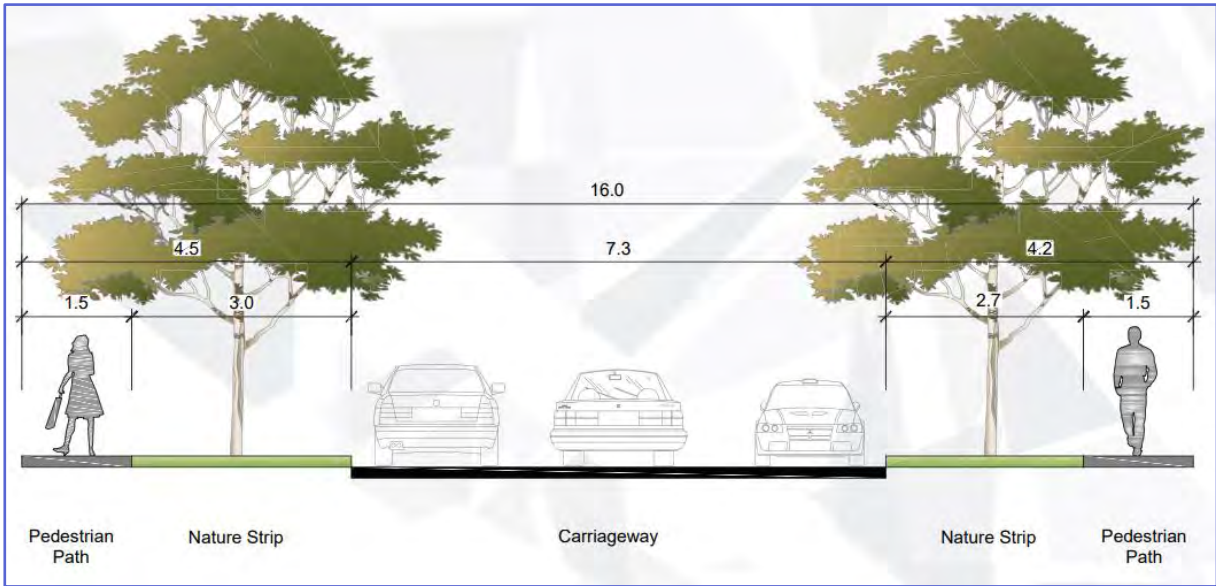 16.0
4.5
7.3
4.2
1.5
3.0
2.7
1.5
Pedestrian
Path
Nature Strip
Carriageway
Nature Strip
Pedestrian
Path